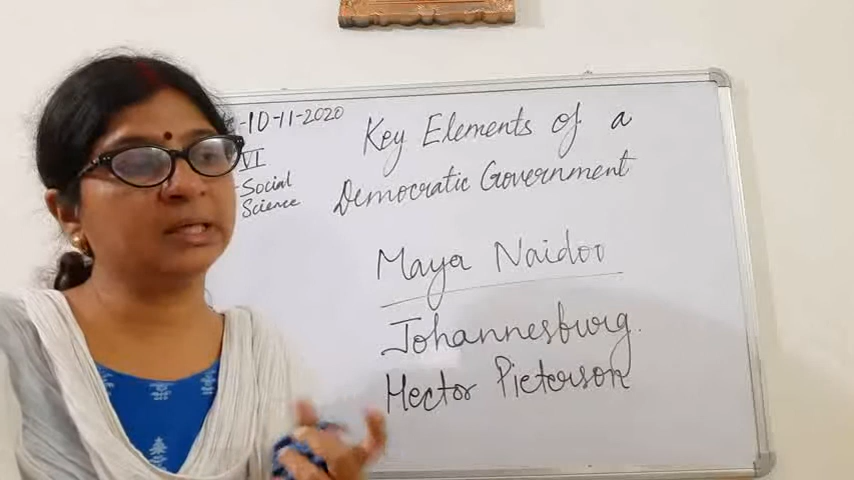 -10-11-2020
VI
Social
Science
Key Elements of a
Democratic Government
Maya Naidoo
Johannesburg.
Hector Pieterson